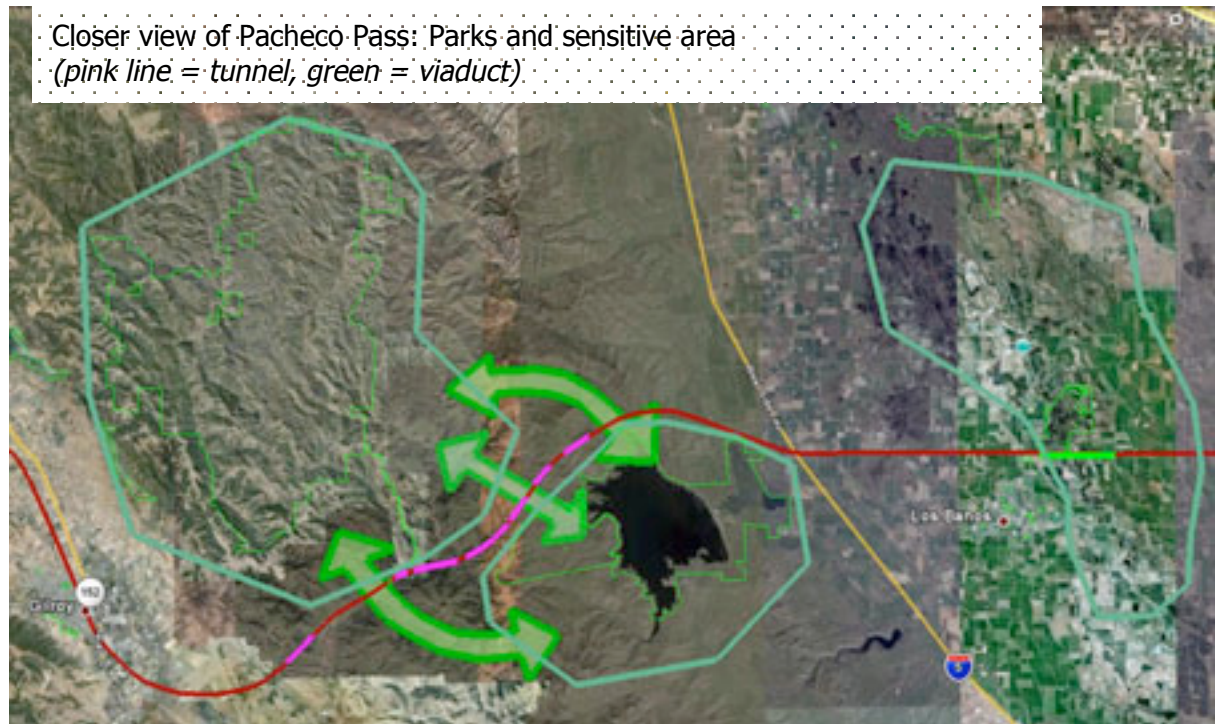 Closer view of Pacheco Pass: Parks and sensitive area
(pink line = tunnel, green = viaduct)
Los Banos
152
Gilroy
5